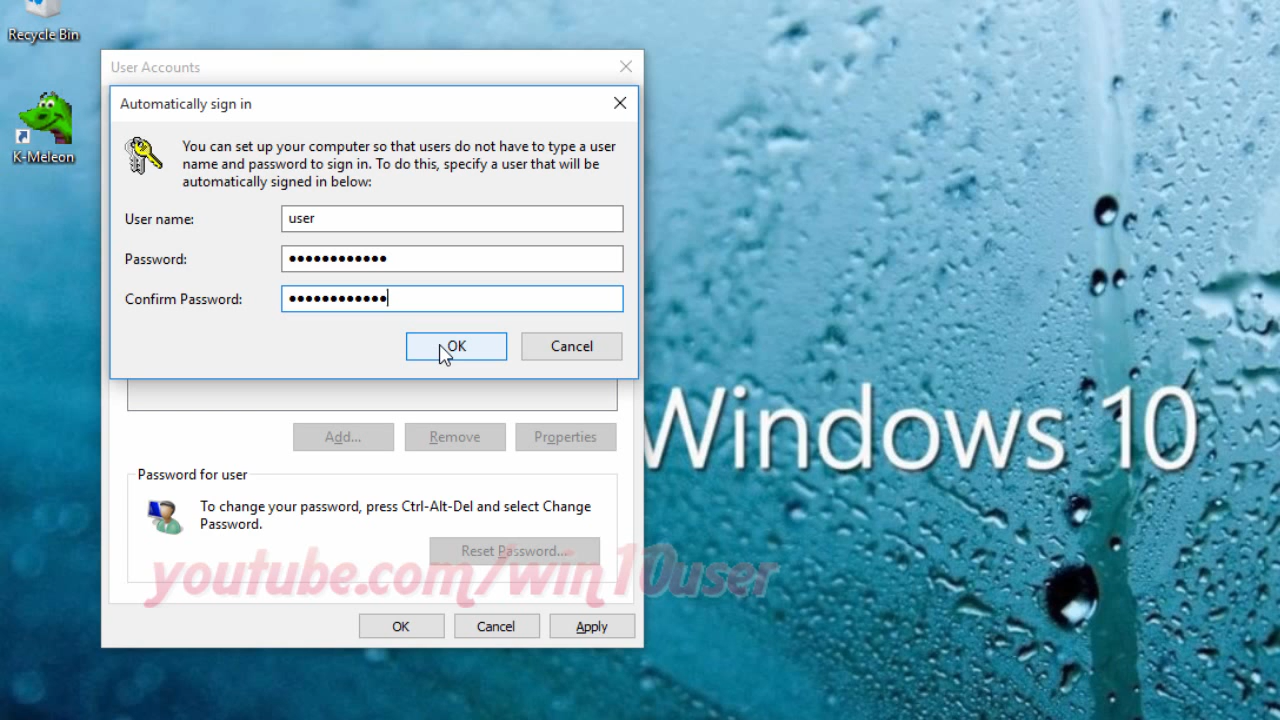 Recycle Bin
K-Meleon
User Accounts
Automatically sign in
You can set up your computer so that users do not have to type a user
name and password to sign in. To do this, specify a user that will be
automatically signed in below:
User name:
user
Password:
●●●●●●●●●●●●
Confirm Password:
●●●●●●●●●●●●
OK
Cancel
Add...
Remove
Properties
Password for user
To change your password, press Ctrl-Alt-Del and select Change
Password.
Reset Password...
OK
Cancel
Apply
Windows 10
youtube.com/win10user